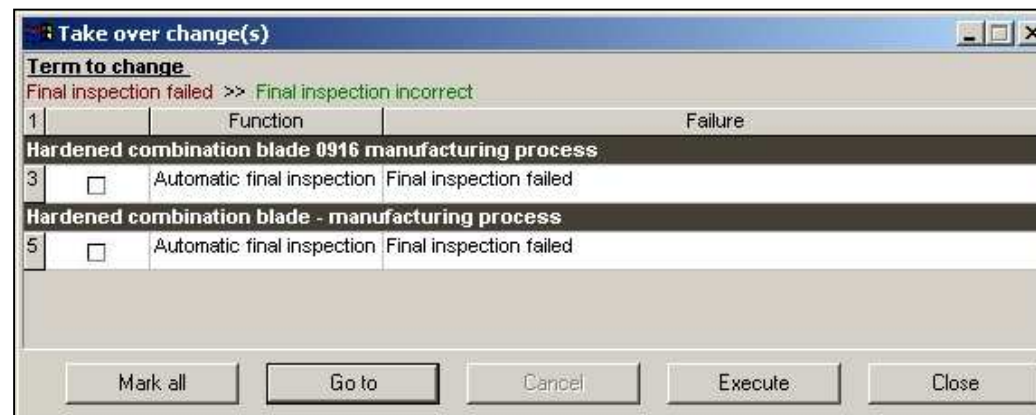 Take over change(s)
Term to change
Final inspection failed >> Final inspection incorrect
1 Function Failure
Hardened combination blade 0916 manufacturing process
3 Automatic final inspection Final inspection failed
Hardened combination blade - manufacturing process
5 Automatic final inspection Final inspection failed
Mark all Go to Cancel Execute Close